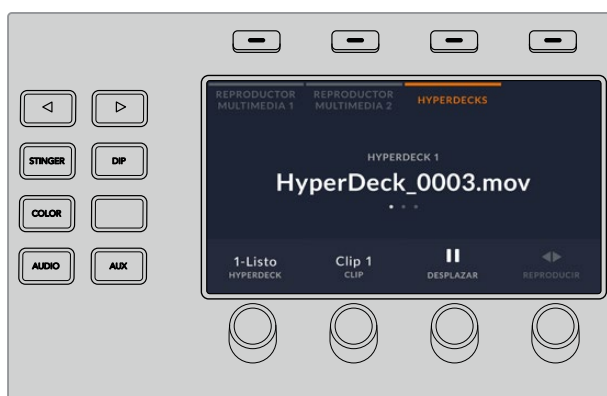 REPRODUCTOR
MULTIMEDIA 1
REPRODUCTOR
MULTIMEDIA 2
HYPERDECKS
STINGER
DIP
HYPERDECK 1
HyperDeck_0003.mov
COLOR
AUDIO
AUX
1-Listo
HYPERDECK
Clip 1
CLIP
DESPLAZAR
REPRODUCIR